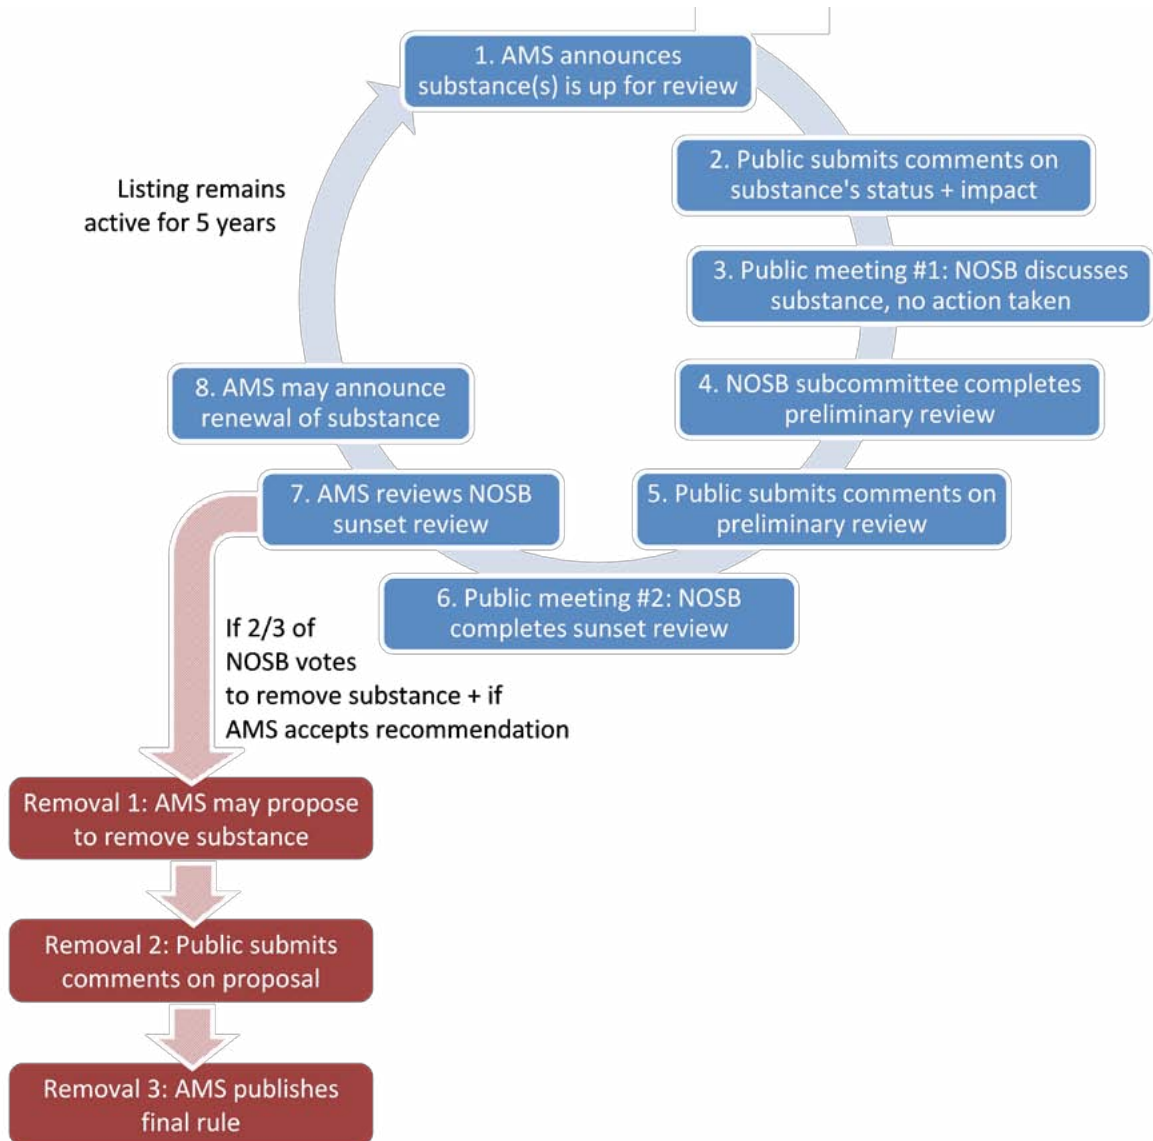 1. AMS announces
substance(s) is up for review
2. Public submits comments on
substance's status + impact
3. Public meeting #1: NOSB discusses
substance, no action taken
4. NOSB subcommittee completes
preliminary review
5. Public submits comments on
preliminary review
6. Public meeting #2: NOSB
completes sunset review
7. AMS reviews NOSB
sunset review
8. AMS may announce
renewal of substance
Listing remains
active for 5 years
If 2/3 of
NOSB votes
to remove substance + if
AMS accepts recommendation
Removal 1: AMS may propose
to remove substance
Removal 2: Public submits
comments on proposal
Removal 3: AMS publishes
final rule